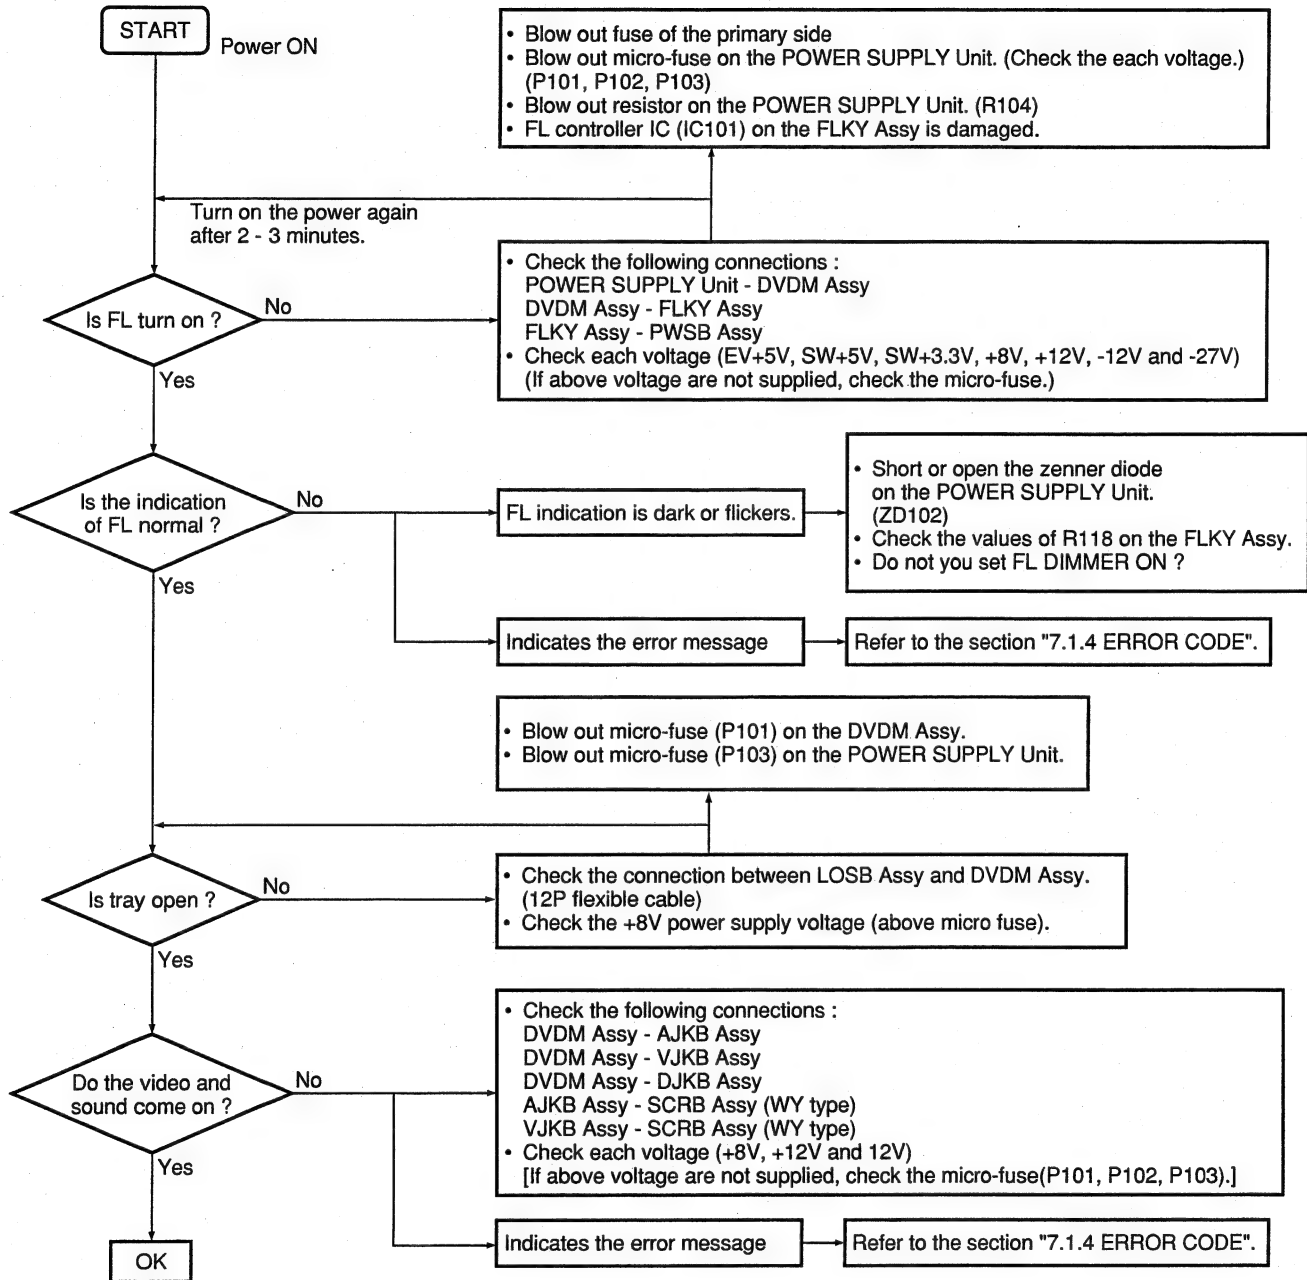 START
Power ON
• Blow out fuse of the primary side
• Blow out micro-fuse on the POWER SUPPLY Unit. (Check the each voltage.)
(P101, P102, P103)
• Blow out resistor on the POWER SUPPLY Unit. (R104)
• FL controller IC (IC101) on the FLKY Assy is damaged.
Turn on the power again
after 2 - 3 minutes.
Is FL turn on ?
No
Yes
• Check the following connections :
POWER SUPPLY Unit - DVDM Assy
DVDM Assy - FLKY Assy
FLKY Assy - PWSB Assy
• Check each voltage (EV+5V, SW+5V, SW+3.3V, +8V, +12V, -12V and -27V)
(If above voltage are not supplied, check the micro-fuse.)
Is the indication
of FL normal ?
No
Yes
FL indication is dark or flickers.
• Short or open the zenner diode
on the POWER SUPPLY Unit.
(ZD102)
• Check the values of R118 on the FLKY Assy.
• Do not you set FL DIMMER ON ?
Indicates the error message
Refer to the section "7.1.4 ERROR CODE".
• Blow out micro-fuse (P101) on the DVDM Assy.
• Blow out micro-fuse (P103) on the POWER SUPPLY Unit.
Is tray open ?
No
Yes
• Check the connection between LOSB Assy and DVDM Assy.
(12P flexible cable)
• Check the +8V power supply voltage (above micro fuse).
Do the video and
sound come on ?
No
Yes
• Check the following connections :
DVDM Assy - AJKB Assy
DVDM Assy - VJKB Assy
DVDM Assy - DJKB Assy
AJKB Assy - SCRB Assy (WY type)
VJKB Assy - SCRB Assy (WY type)
• Check each voltage (+8V, +12V and 12V)
[If above voltage are not supplied, check the micro-fuse(P101, P102, P103).]
Indicates the error message
Refer to the section "7.1.4 ERROR CODE".
OK